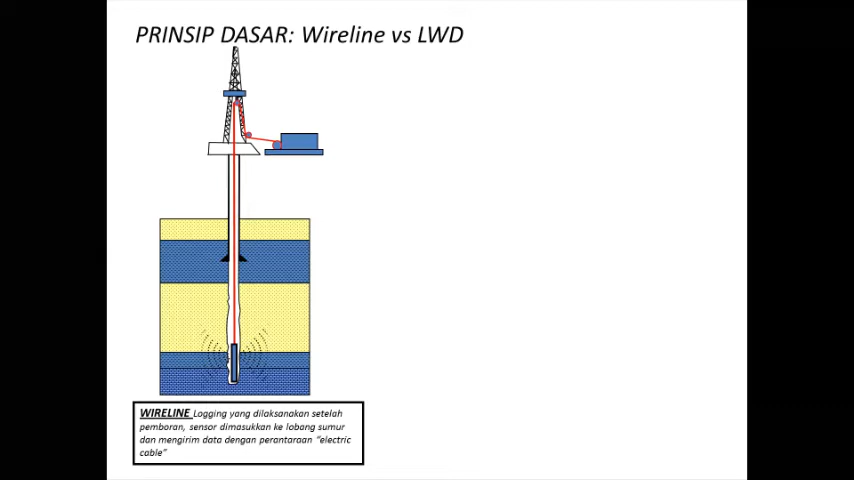 PRINSIP DASAR: Wireline vs LWD
WIRELINE Logging yang dilaksanakan setelah
pemboran, sensor dimasukkan ke lobang sumur
dan mengirim data dengan perantaraan "electric
cable"